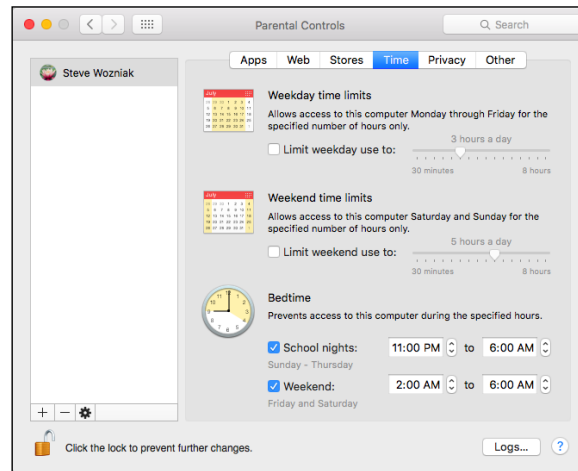 Parental Controls
Search
Steve Wozniak
Apps Web Stores Time Privacy Other
Weekday time limits
Allows access to this computer Monday through Friday for the
specified number of hours only.
3 hours a day
Limit weekday use to:
30 minutes 8 hours
Weekend time limits
Allows access to this computer Saturday and Sunday for the
specified number of hours only.
5 hours a day
Limit weekend use to:
30 minutes 8 hours
Bedtime
Prevents access to this computer during the specified hours.
School nights: 11:00 PM to 6:00 AM
Sunday - Thursday
Weekend: 2:00 AM to 6:00 AM
Friday and Saturday
Click the lock to prevent further changes.
Logs... ?